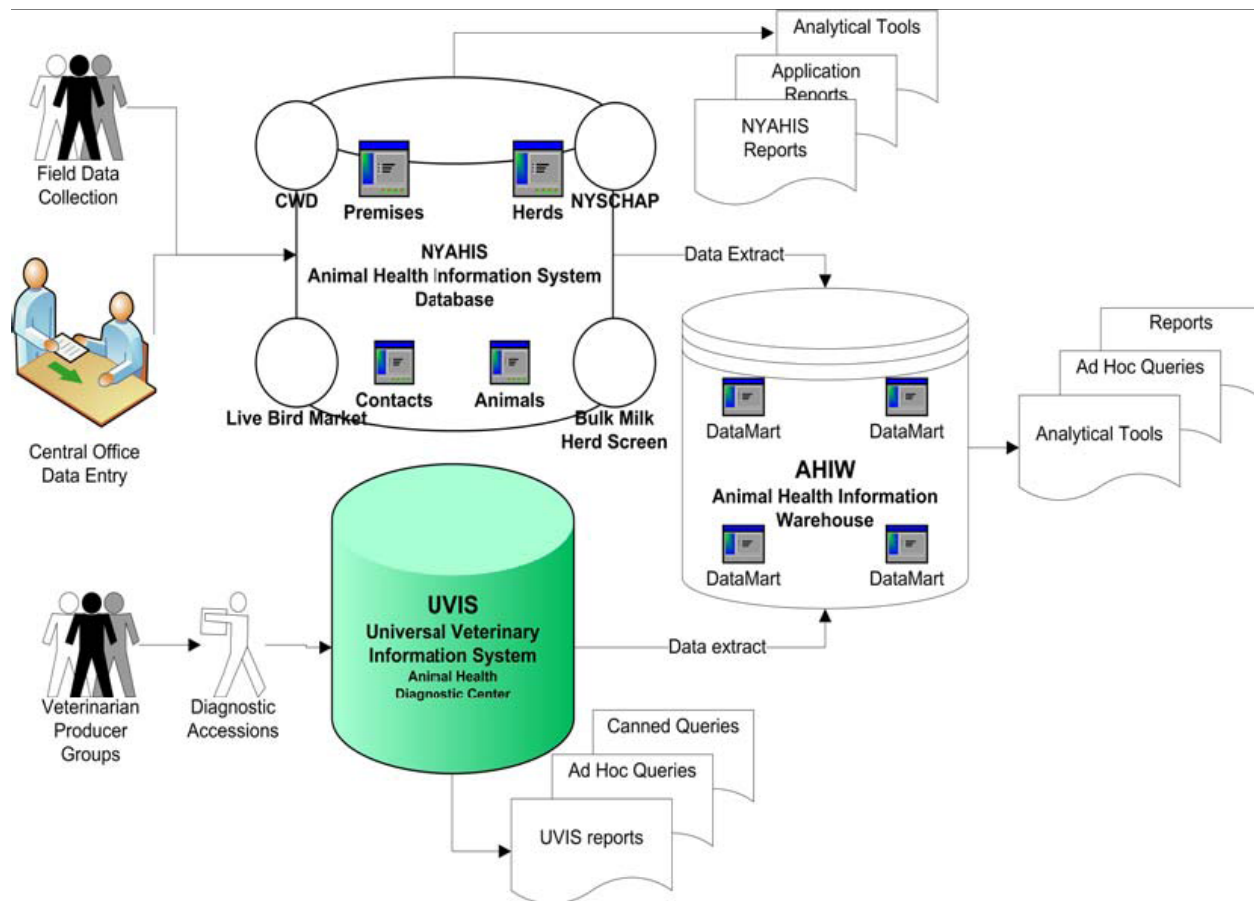 Analytical Tools
Application
Reports
NYAHIS
Reports
Field Data
Collection
CWD
NYSCHAP
Premises
Herds
NYAHIS
Animal Health Information System
Database
Data Extract
Contacts
Animals
Live Bird Market
Bulk Milk
Herd Screen
Central Office
Data Entry
DataMart
DataMart
AHIW
Animal Health Information
Warehouse
DataMart
DataMart
Reports
Ad Hoc Queries
Analytical Tools
UVIS
Universal Veterinary
Information System
Animal Health
Diagnostic Center
Data extract
Veterinarian
Producer
Groups
Diagnostic
Accessions
Canned Queries
Ad Hoc Queries
UVIS reports